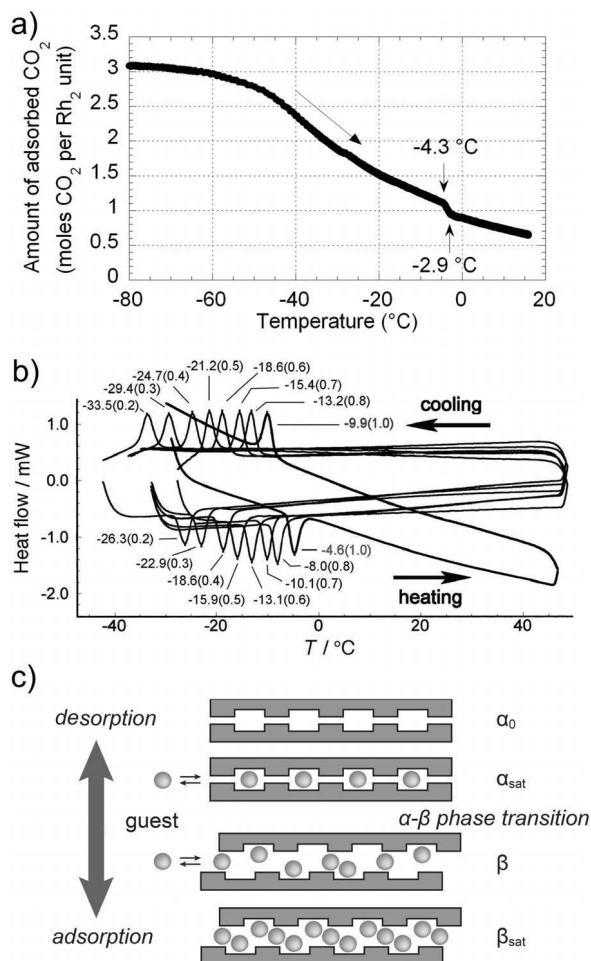 a)
3.5
3
2.5
2
1.5
1
0.5
0
Amount of adsorbed CO2
(moles CO2 per Rh2 unit)
-4.3 °C
-2.9 °C
-80 -60 -40 -20 0 20
Temperature (°C)
b)
-21.2(0.5)
-24.7(0.4) -18.6(0.6)
-29.4(0.3) -15.4(0.7)
-33.5(0.2) -13.2(0.8)
-9.9(1.0)
cooling
1.0
0.0
-1.0
-2.0
Heat flow / mW
-26.3(0.2) -4.6(1.0)
-22.9(0.3) -8.0(0.8)
-18.6(0.4) -10.1(0.7)
-15.9(0.5) -13.1(0.6)
heating
-40 -20 0 20 40
T / °C
c)
desorption
α0
αsat
guest α-β phase transition
β
adsorption
βsat